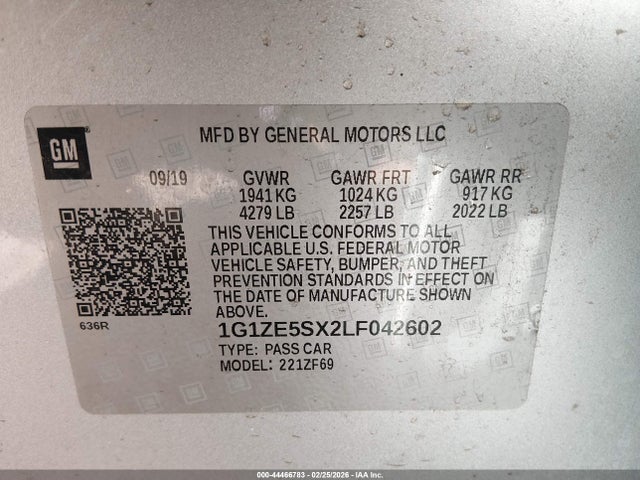 GM
MFD BY GENERAL MOTORS LLC
09/19 GVWR GAWR FRT GAWR RR
1941 KG 1024 KG 917 KG
4279 LB 2257 LB 2022 LB
THIS VEHICLE CONFORMS TO ALL
APPLICABLE U.S. FEDERAL MOTOR
VEHICLE SAFETY, BUMPER, AND THEFT
PREVENTION STANDARDS IN EFFECT ON
THE DATE OF MANUFACTURE SHOWN
ABOVE.
636R
1G1ZE5SX2LF042602
TYPE: PASS CAR
MODEL: 221ZF69
000-44466783 - 02/25/2026 - ©IAA Inc.